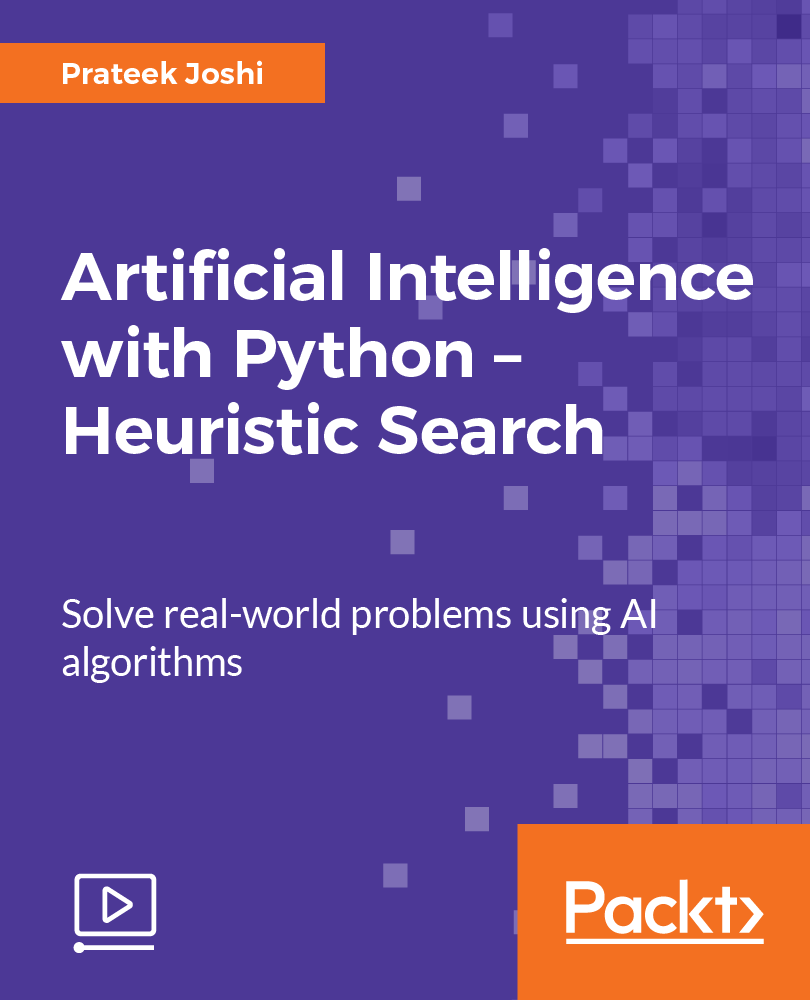 Prateek Joshi
Artificial Intelligence
with Python –
Heuristic Search
Solve real-world problems using AI
algorithms
Packt>